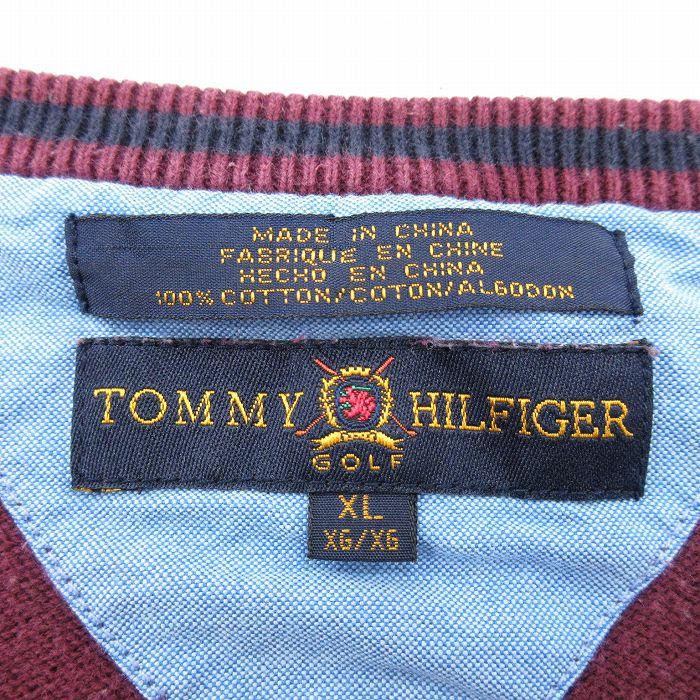 MADE IN CHINA
FABRIQUE EN CHINE
HECHO EN CHINA
100% COTTON/COTON/ALGODON
TOMMY HILFIGER
GOLF
XL
XG/XG